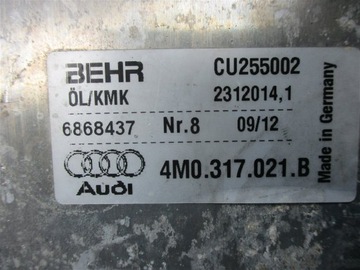 BEHR CU255002
ÖL/KMK 2312014,1
6868437 Nr.8 09/12
Audi 4M0.317.021.B
Made in Germany